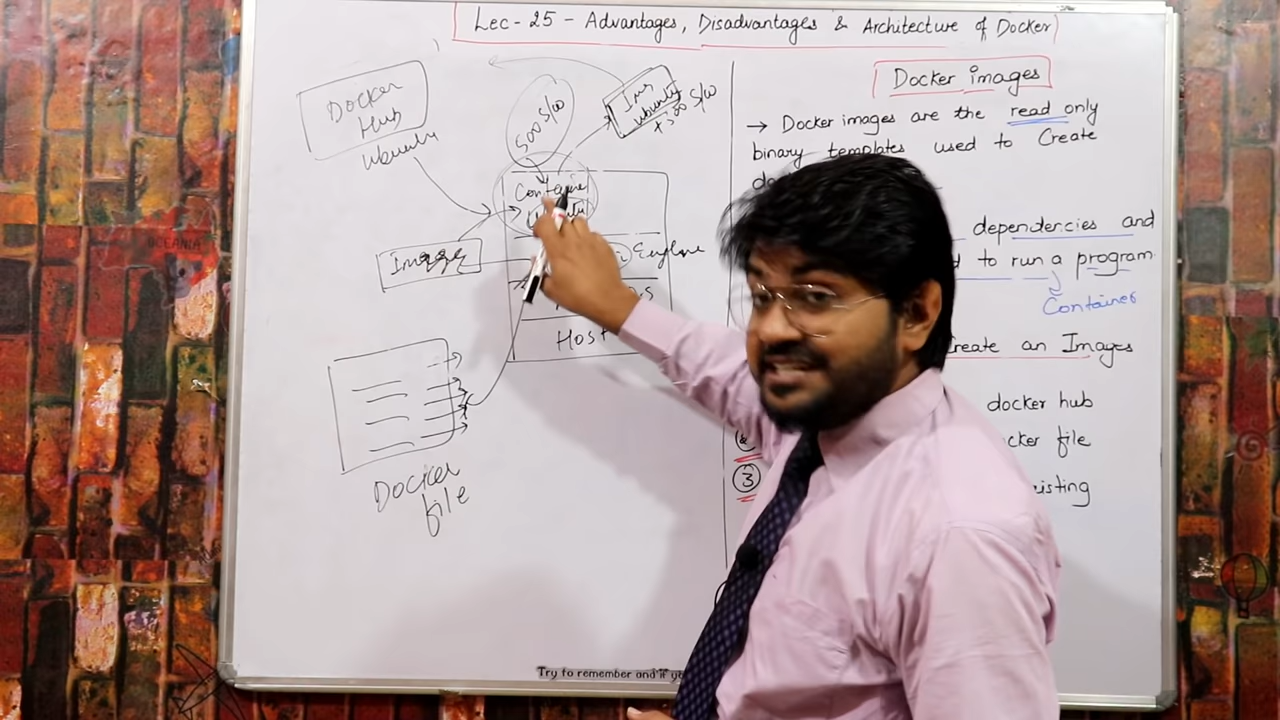 Lec-25 - Advantages, Disadvantages & Architecture of Docker
Docker
Hub
Ubuntu
500 S/W
Ubuntu
+300 S/W
Image
Engine
Host
Docker
file
Docker images
→ Docker images are the read only
binary templates used to Create
dependencies and
to run a program
Container
Create an Images
docker hub
file
③
Try to remember and if